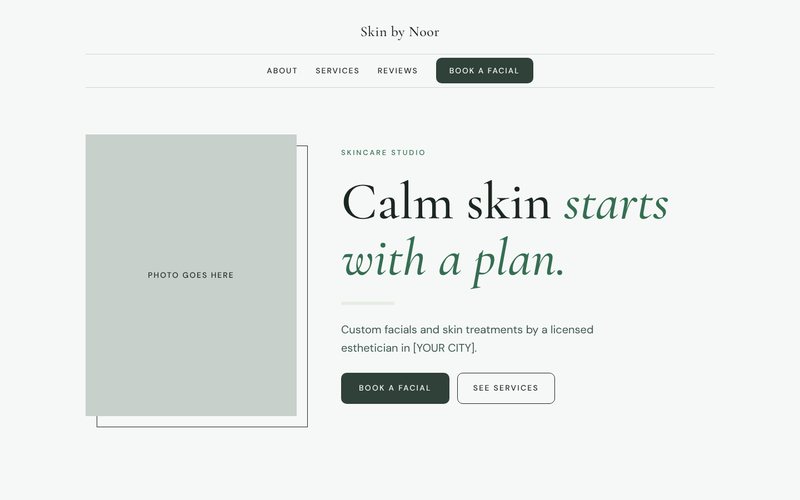 Skin by Noor
ABOUT SERVICES REVIEWS BOOK A FACIAL
PHOTO GOES HERE
SKINCARE STUDIO
Calm skin starts
with a plan.
Custom facials and skin treatments by a licensed
esthetician in [YOUR CITY].
BOOK A FACIAL SEE SERVICES